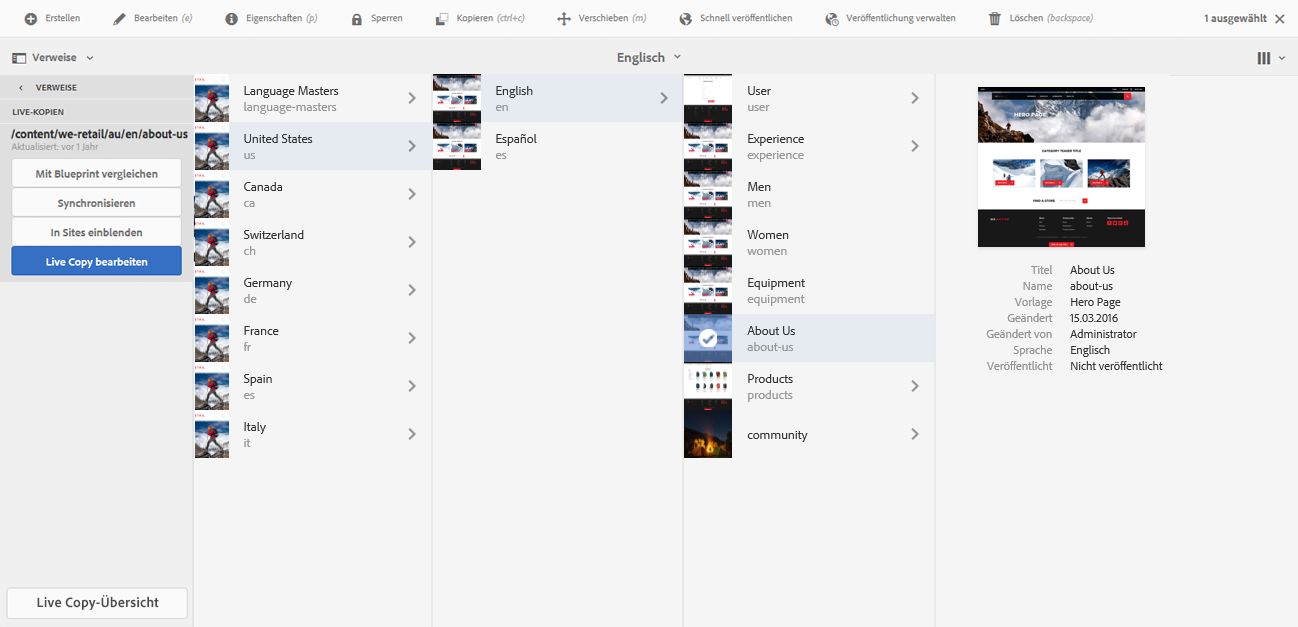 Erstellen Bearbeiten (e) Eigenschaften (p) Sperren Kopieren (ctrl+c) Verschieben (m) Schnell veröffentlichen Veröffentlichung verwalten Löschen (backspace) 1 ausgewählt
Verweise Englisch
VERWEISE
LIVE-KOPIEN
/content/we-retail/au/en/about-us
Aktualisiert: vor 1 Jahr
Mit Blueprint vergleichen
Synchronisieren
In Sites einblenden
Live Copy bearbeiten
Live Copy-Übersicht
Language Masters
language-masters
United States
us
Canada
ca
Switzerland
ch
Germany
de
France
fr
Spain
es
Italy
it
English
en
Español
es
User
user
Experience
experience
Men
men
Women
women
Equipment
equipment
About Us
about-us
Products
products
community
HERO PAGE
CATEGORY TEASER TITLE
FIND A STORE
Titel About Us
Name about-us
Vorlage Hero Page
Geändert 15.03.2016
Geändert von Administrator
Sprache Englisch
Veröffentlicht Nicht veröffentlicht